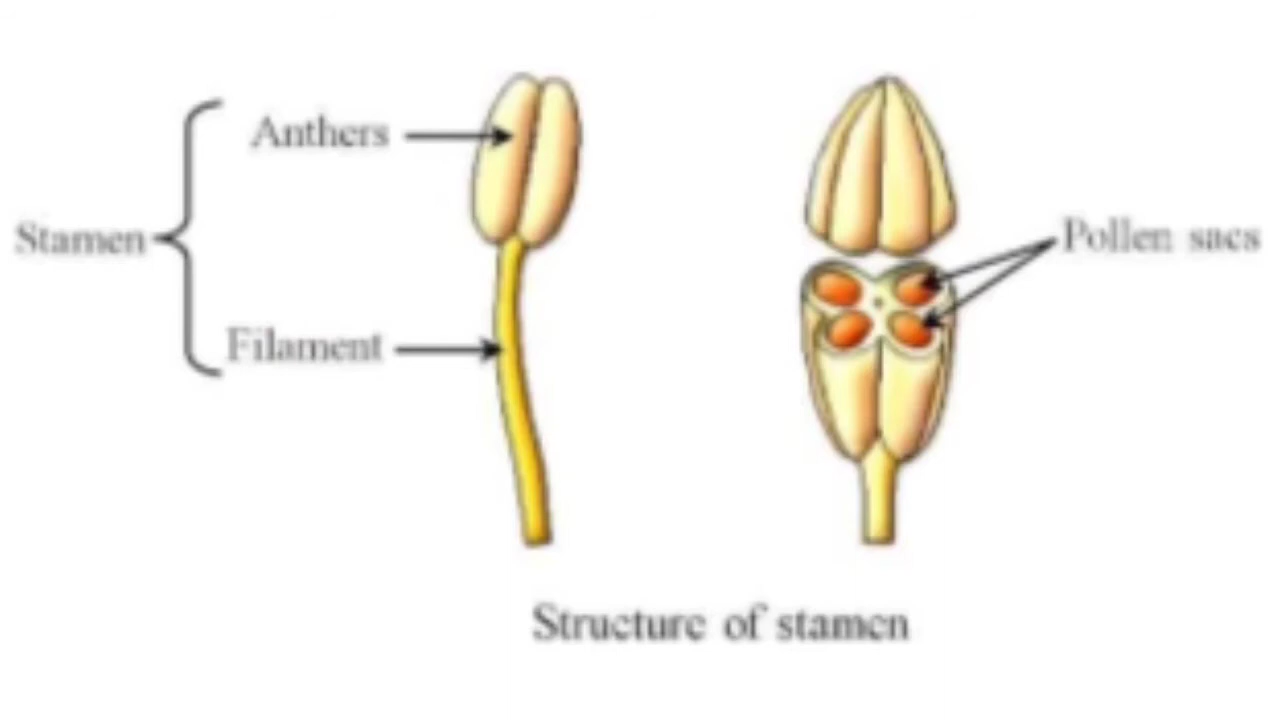 Anthers
Stamen
Pollen sacs
Filament
Structure of stamen